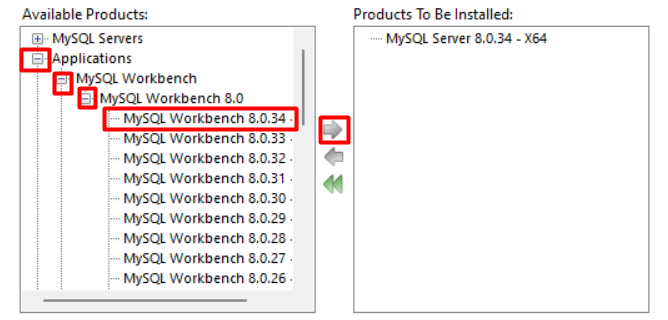 Available Products:
Products To Be Installed:
MySQL Servers
Applications
MySQL Workbench
MySQL Workbench 8.0
MySQL Workbench 8.0.34 -
MySQL Workbench 8.0.33 -
MySQL Workbench 8.0.32 -
MySQL Workbench 8.0.31 -
MySQL Workbench 8.0.30 -
MySQL Workbench 8.0.29 -
MySQL Workbench 8.0.28 -
MySQL Workbench 8.0.27 -
MySQL Workbench 8.0.26 -
MySQL Server 8.0.34 - X64